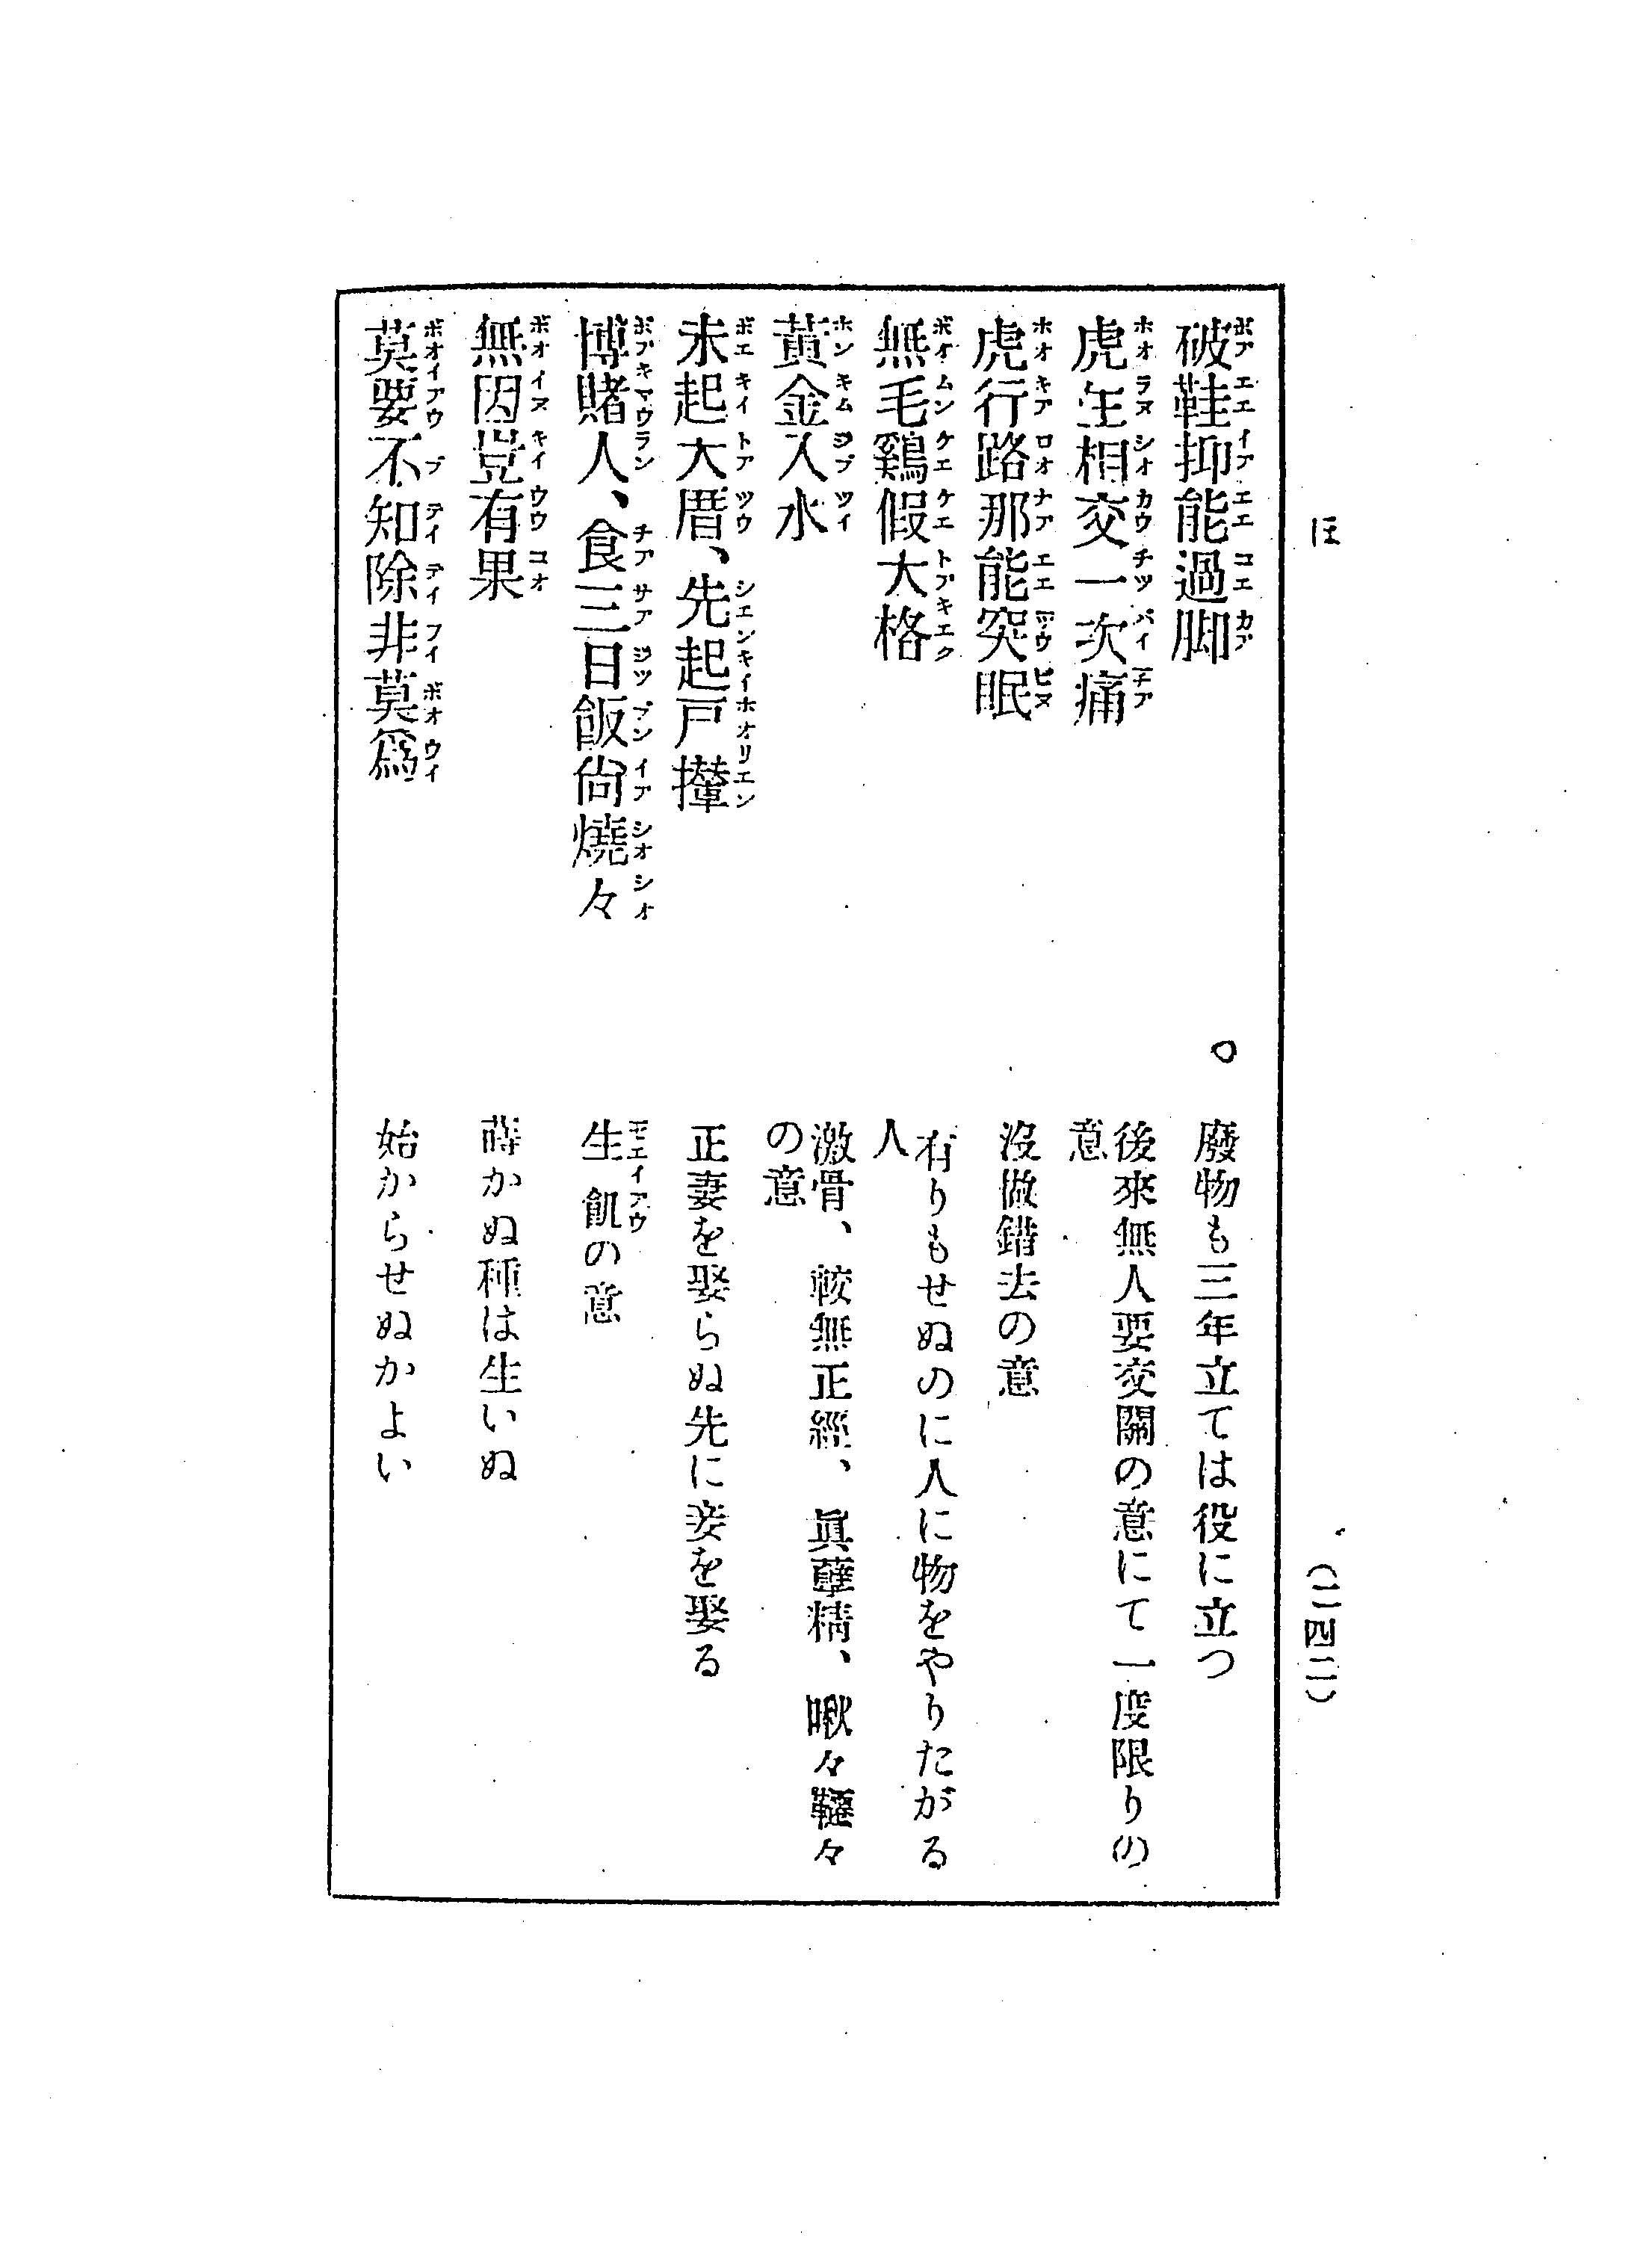 ほ
(二四二)
破鞋抑能過脚
廢物も三年立ては役に立つ
虎生相交一次痛
後來無人要交關の意にて一度限りの
意
虎行路那能突眠
沒做錯去の意
無毛鷄假大格
有りもせぬのに人に物をやりたがる
人
黃金入水
激骨、較無正經、眞孽精、啾々
の意
未起大厝、先起戸攆
正妻を娶らぬ先に妾を娶る
博賭人、食三日飯尙燒々
生飢の意
無因豈有果
蒔かぬ種は生いぬ
莫要不知除非莫爲
始からせぬかよい